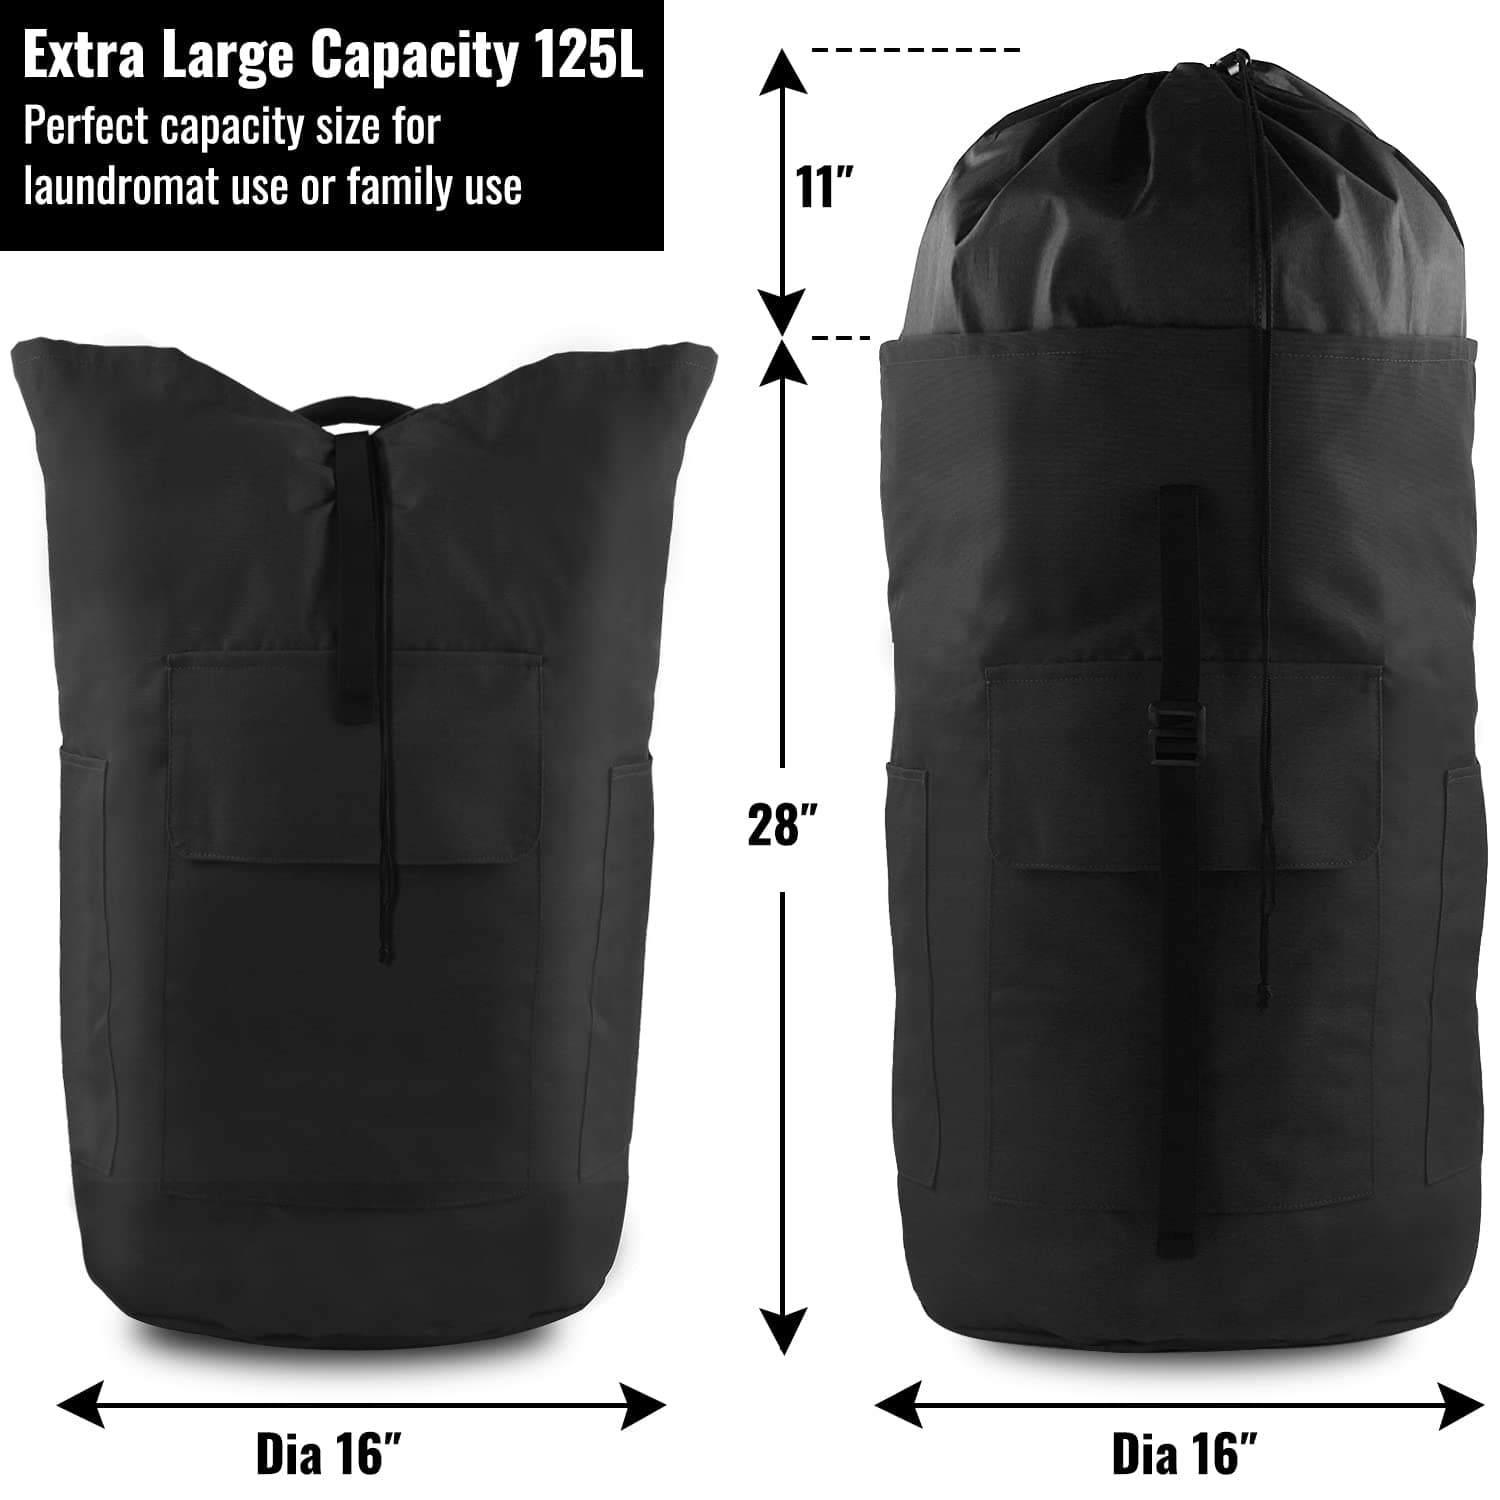 Extra Large Capacity 125L
Perfect capacity size for
laundromat use or family use
11″
28″
Dia 16″
Dia 16″